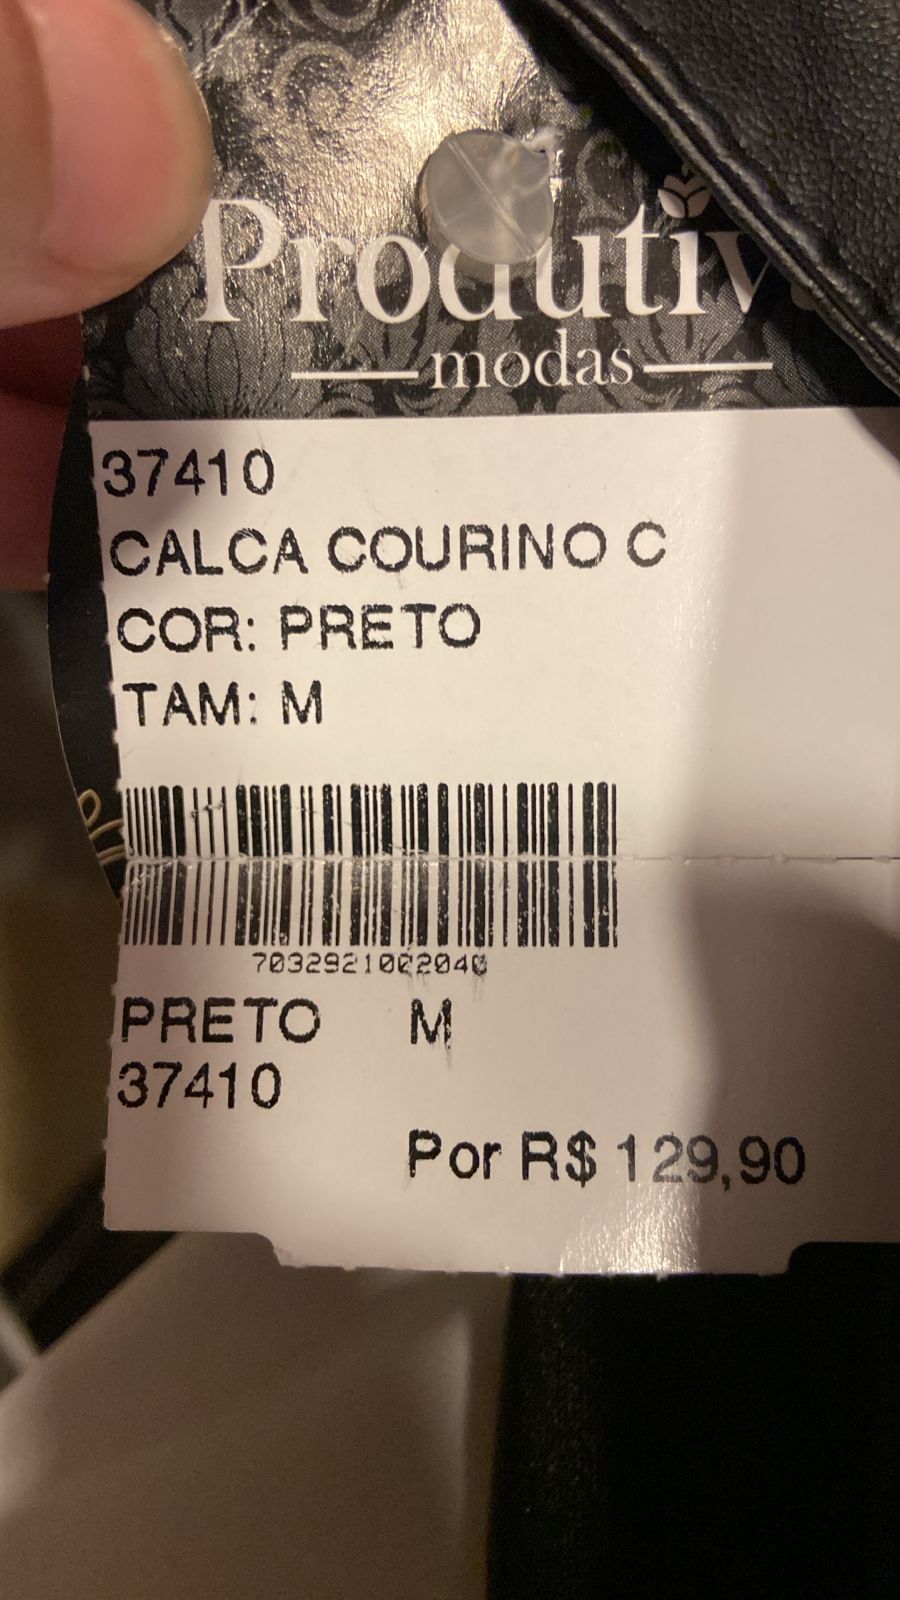 Produtiv
modas
37410
CALCA COURINO C
COR: PRETO
TAM: M
7032921002040
PRETO M
37410
Por R$ 129,90